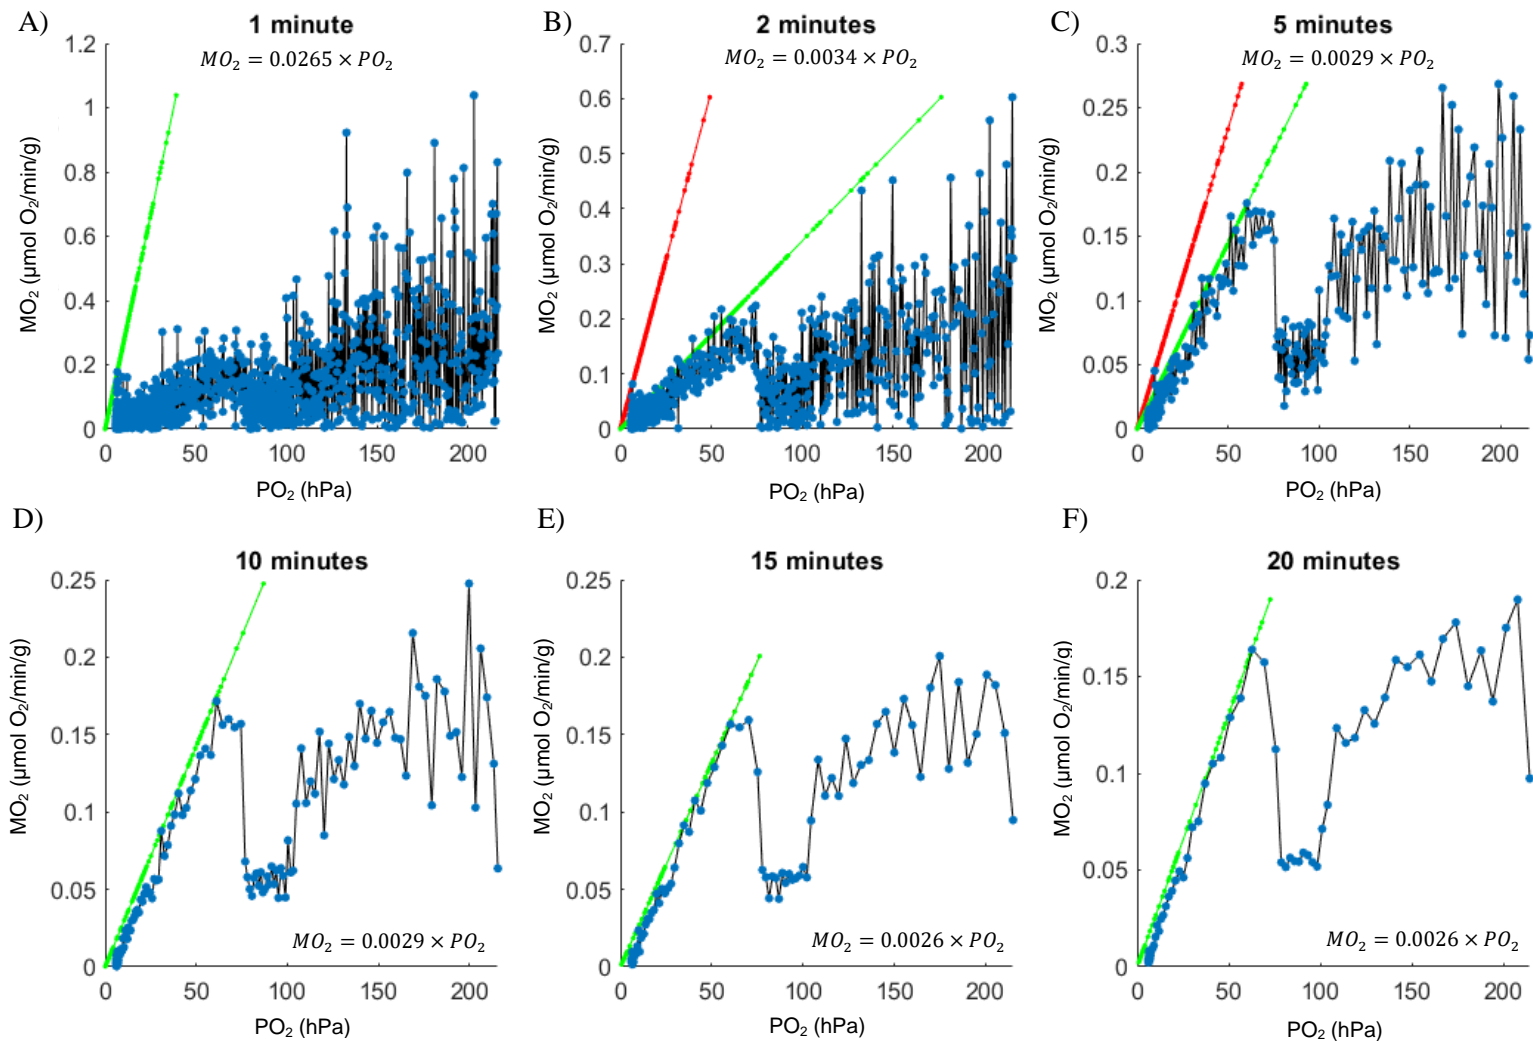 A)
1 minute
MO₂ = 0.0265 × PO₂
MO₂ (µmol O₂/min/g)
1.2
1
0.8
0.6
0.4
0.2
0
0 50 100 150 200
PO₂ (hPa)
B)
2 minutes
MO₂ = 0.0034 × PO₂
MO₂ (µmol O₂/min/g)
0.7
0.6
0.5
0.4
0.3
0.2
0.1
0
0 50 100 150 200
PO₂ (hPa)
C)
5 minutes
MO₂ = 0.0029 × PO₂
MO₂ (µmol O₂/min/g)
0.3
0.25
0.2
0.15
0.1
0.05
0
0 50 100 150 200
PO₂ (hPa)
D)
10 minutes
MO₂ (µmol O₂/min/g)
0.25
0.2
0.15
0.1
0.05
0
MO₂ = 0.0029 × PO₂
0 50 100 150 200
PO₂ (hPa)
E)
15 minutes
MO₂ (µmol O₂/min/g)
0.25
0.2
0.15
0.1
0.05
0
MO₂ = 0.0026 × PO₂
0 50 100 150 200
PO₂ (hPa)
F)
20 minutes
MO₂ (µmol O₂/min/g)
0.2
0.15
0.1
0.05
0
MO₂ = 0.0026 × PO₂
0 50 100 150 200
PO₂ (hPa)